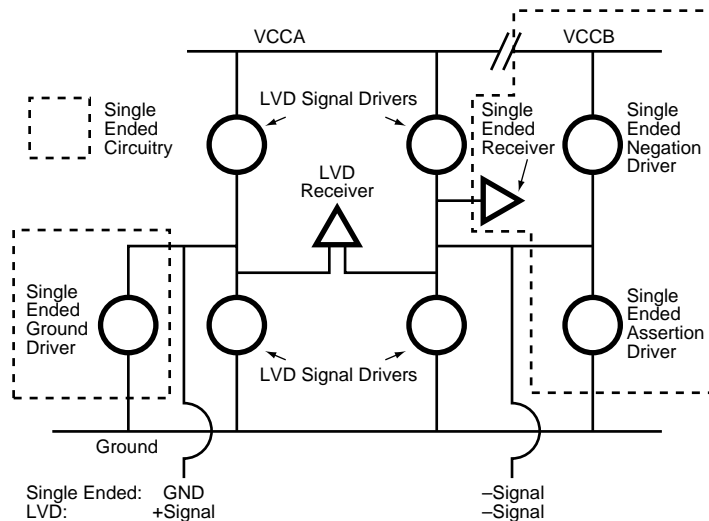 VCCA
VCCB
Single
Ended
Circuitry
LVD Signal Drivers
Single
Ended
Receiver
Single
Ended
Negation
Driver
LVD
Receiver
Single
Ended
Ground
Driver
LVD Signal Drivers
Single
Ended
Assertion
Driver
Ground
Single Ended: GND –Signal
LVD: +Signal –Signal